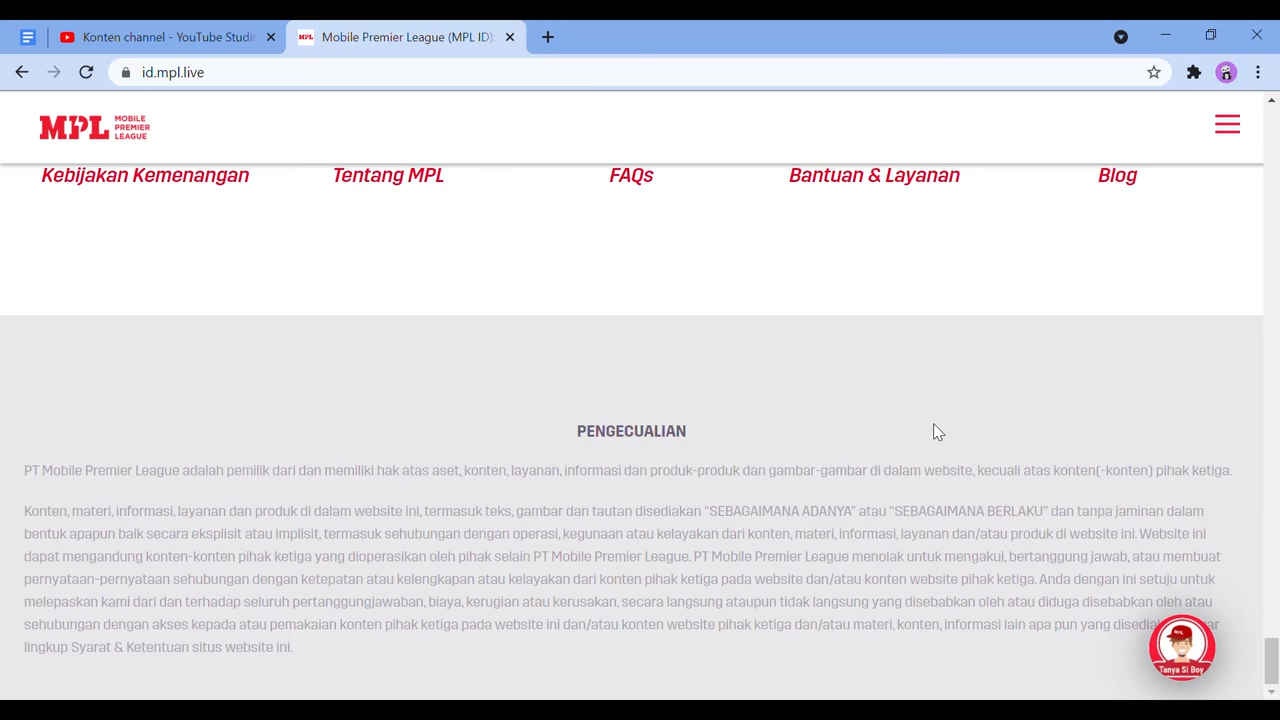 Konten channel - YouTube Studio
Mobile Premier League (MPL ID):
id.mpl.live
MPL MOBILE PREMIER LEAGUE
Kebijakan Kemenangan Tentang MPL FAQs Bantuan & Layanan Blog
PENGECUALIAN
PT Mobile Premier League adalah pemilik dari dan memiliki hak atas aset, konten, layanan, informasi dan produk-produk dan gambar-gambar di dalam website, kecuali atas konten(-konten) pihak ketiga.
Konten, materi, informasi, layanan dan produk di dalam website ini, termasuk teks, gambar dan tautan disediakan “SEBAGAIMANA ADANYA” atau “SEBAGAIMANA BERLAKU” dan tanpa jaminan dalam
bentuk apapun baik secara eksplisit atau implisit, termasuk sehubungan dengan operasi, kegunaan atau kelayakan dari konten, materi, informasi, layanan dan/atau produk di website ini. Website ini
dapat mengandung konten-konten pihak ketiga yang dioperasikan oleh pihak selain PT Mobile Premier League. PT Mobile Premier League menolak untuk mengakui, bertanggung jawab, atau membuat
pernyataan-pernyataan sehubungan dengan ketepatan atau kelengkapan atau kelayakan dari konten pihak ketiga pada website dan/atau konten website pihak ketiga. Anda dengan ini setuju untuk
melepaskan kami dari dan terhadap seluruh pertanggungjawaban, biaya, kerugian atau kerusakan, secara langsung ataupun tidak langsung yang disebabkan oleh atau diduga disebabkan oleh atau
sehubungan dengan akses kepada atau pemakaian konten pihak ketiga pada website ini dan/atau konten website pihak ketiga dan/atau materi, konten, informasi lain apa pun yang
lingkup Syarat & Ketentuan situs website ini.
MPL
Tanya Si Boy